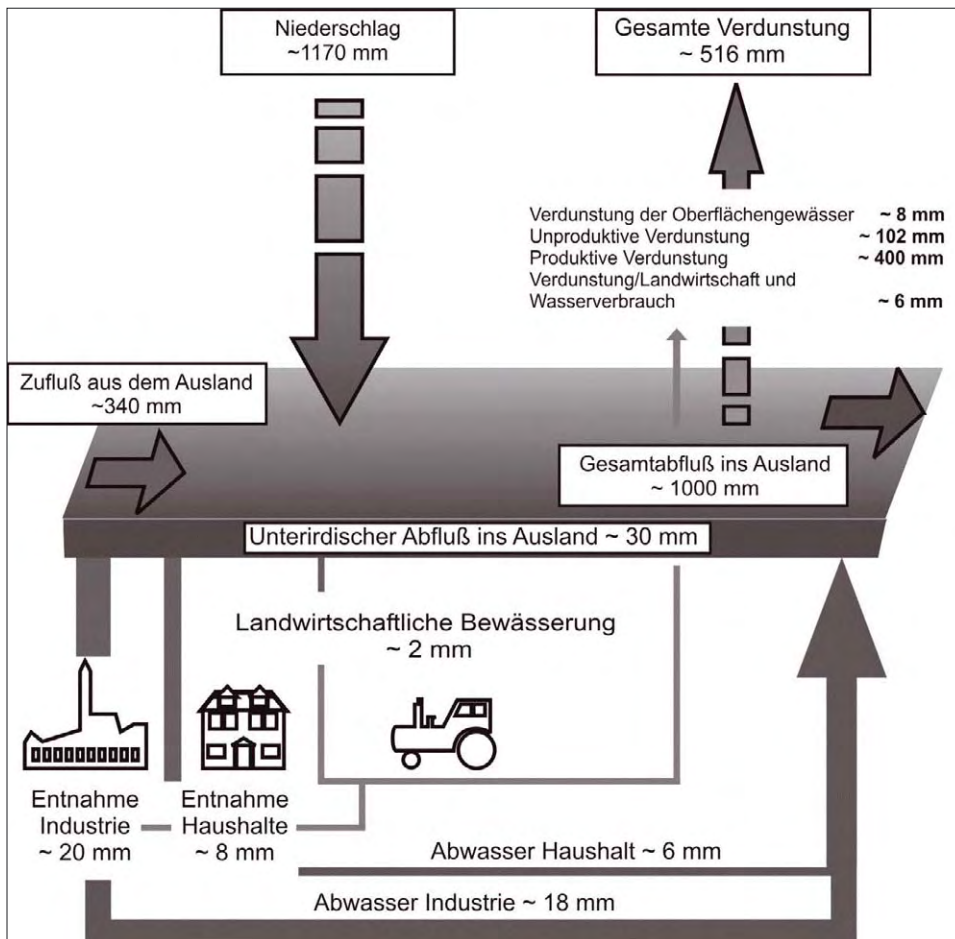 Niederschlag
~1170 mm
Gesamte Verdunstung
~ 516 mm
Verdunstung der Oberflächengewässer ~ 8 mm
Unproduktive Verdunstung ~ 102 mm
Produktive Verdunstung ~ 400 mm
Verdunstung/Landwirtschaft und
Wasserverbrauch ~ 6 mm
Zufluß aus dem Ausland
~340 mm
Gesamtabfluß ins Ausland
~ 1000 mm
Unterirdischer Abfluß ins Ausland ~ 30 mm
Landwirtschaftliche Bewässerung
~ 2 mm
Entnahme
Industrie
~ 20 mm
Entnahme
Haushalte
~ 8 mm
Abwasser Haushalt ~ 6 mm
Abwasser Industrie ~ 18 mm